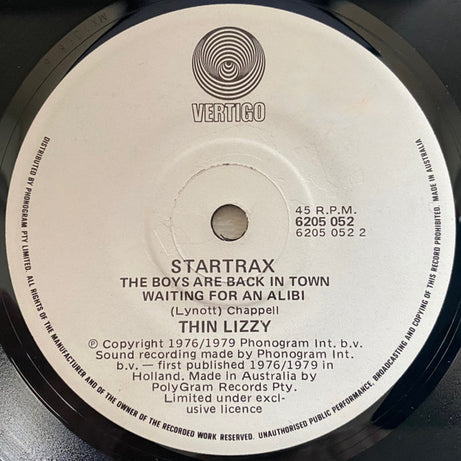 VERTIGO
45 R.P.M.
6205 052
6205 052 2
STARTRAX
THE BOYS ARE BACK IN TOWN
WAITING FOR AN ALIBI
(Lynott) Chappell
THIN LIZZY
℗ Copyright 1976/1979 Phonogram Int. b.v.
Sound recording made by Phonogram Int.
b.v. — first published 1976/1979 in
Holland. Made in Australia by
PolyGram Records Pty.
Limited under excl-
usive licence
DISTRIBUTED BY PHONOGRAM PTY LIMITED. ALL RIGHTS OF THE MANUFACTURER AND OF THE OWNER OF THE RECORDED WORK RESERVED. UNAUTHORISED PUBLIC PERFORMANCE, BROADCASTING AND COPYING OF THIS RECORD PROHIBITED. MADE IN AUSTRALIA.